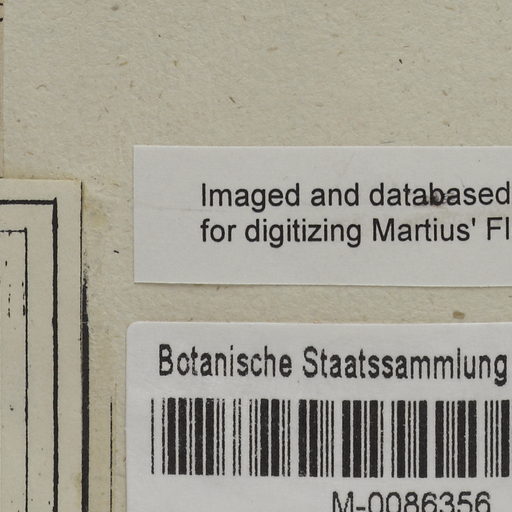 Imaged and databased
for digitizing Martius' Fl
Botanische Staatssammlung
M-0086356